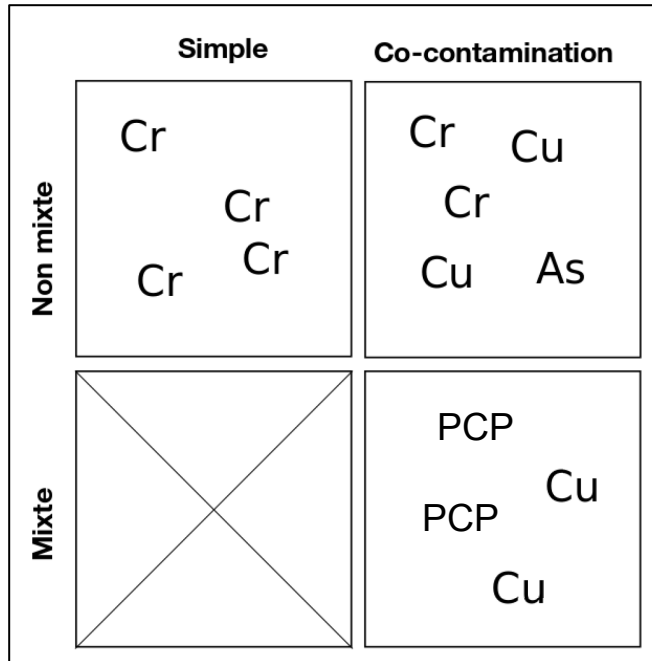 Simple
Co-contamination
Non mixte
Cr
Cr
Cr
Cr
Cr
Cu
Cr
Cu
As
Mixte
PCP
Cu
PCP
Cu